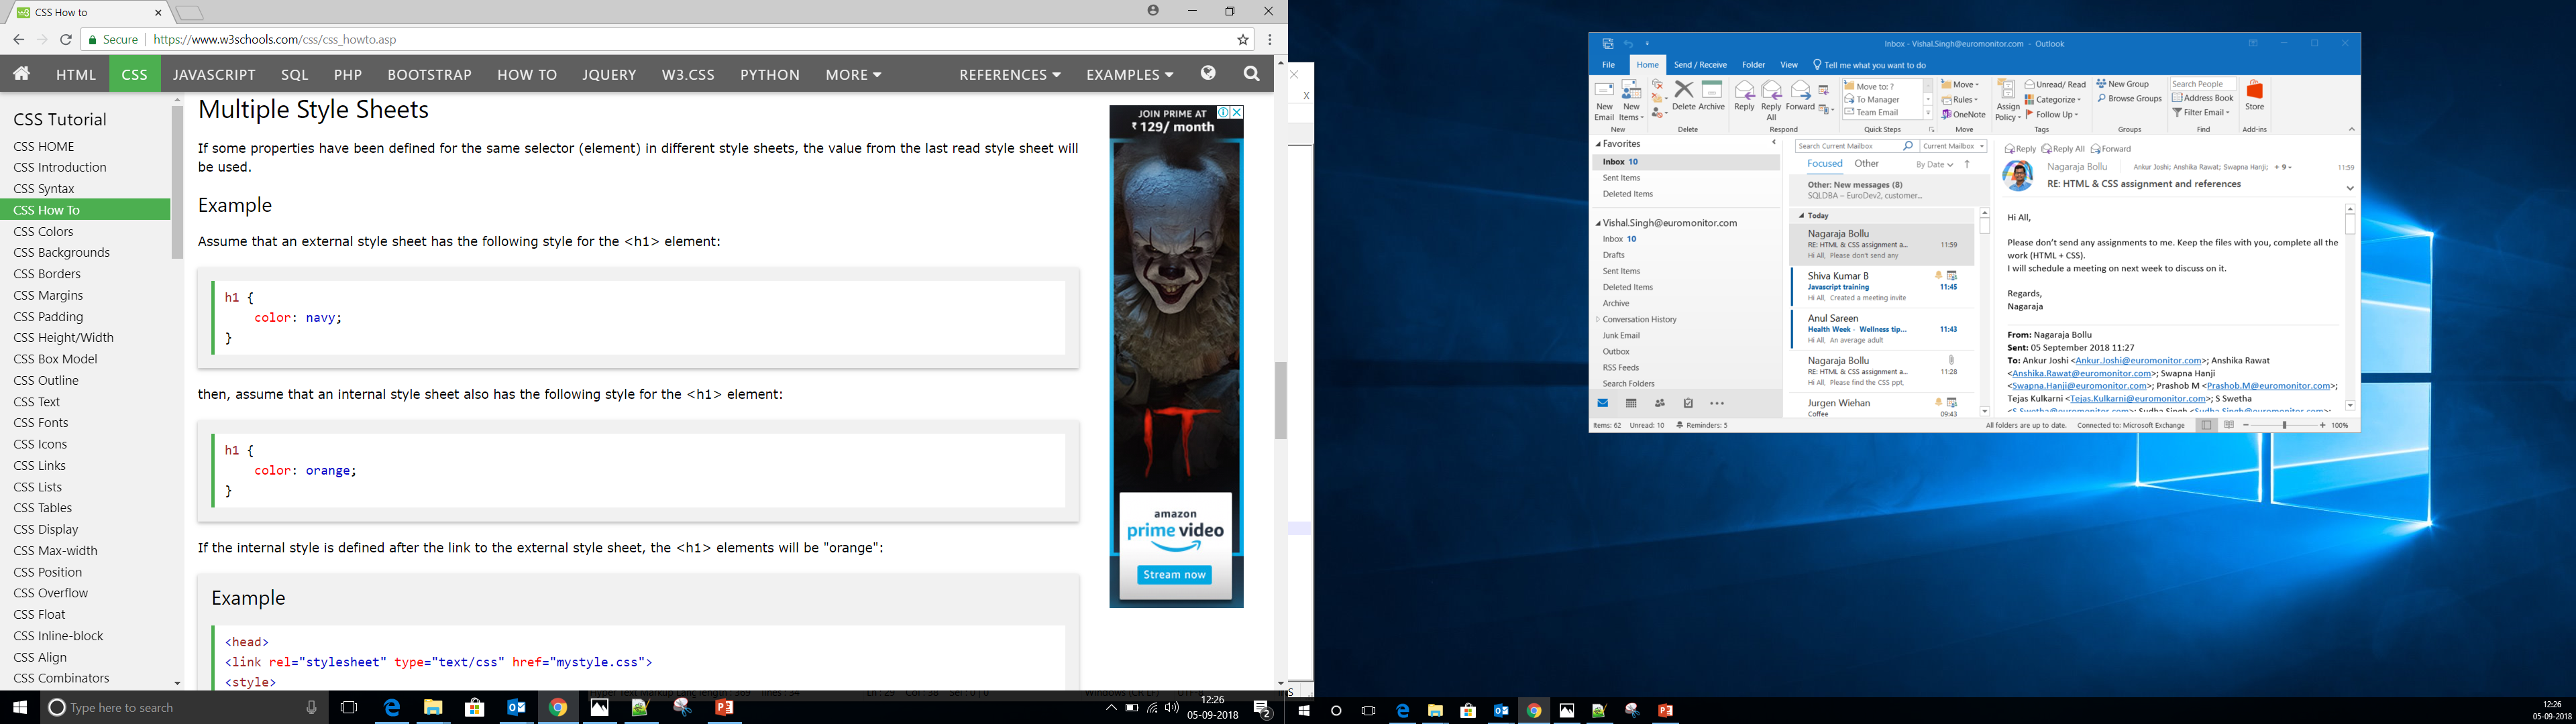 CSS How to
Secure | https://www.w3schools.com/css/css_howto.asp
HTML CSS JAVASCRIPT SQL PHP BOOTSTRAP HOW TO JQUERY W3.CSS PYTHON MORE REFERENCES EXAMPLES
CSS Tutorial
CSS HOME
CSS Introduction
CSS Syntax
CSS How To
CSS Colors
CSS Backgrounds
CSS Borders
CSS Margins
CSS Padding
CSS Height/Width
CSS Box Model
CSS Outline
CSS Text
CSS Fonts
CSS Icons
CSS Links
CSS Lists
CSS Tables
CSS Display
CSS Max-width
CSS Position
CSS Overflow
CSS Float
CSS Inline-block
CSS Align
CSS Combinators
Multiple Style Sheets
If some properties have been defined for the same selector (element) in different style sheets, the value from the last read style sheet will
be used.
Example
Assume that an external style sheet has the following style for the <h1> element:
h1 {
color: navy;
}
then, assume that an internal style sheet also has the following style for the <h1> element:
h1 {
color: orange;
}
If the internal style is defined after the link to the external style sheet, the <h1> elements will be "orange":
Example
<head>
<link rel="stylesheet" type="text/css" href="mystyle.css">
<style>
JOIN PRIME AT
₹ 129/ month
IT
amazon
prime video
Stream now
Type here to search
12:26
05-09-2018
2
Inbox - Vishal.Singh@euromonitor.com - Outlook
File Home Send / Receive Folder View Tell me what you want to do
New Email
New Items
New
Delete Archive
Delete
Reply Reply All Forward
Respond
Move to: ?
To Manager
Team Email
Quick Steps
Move
Rules
OneNote
Move
Assign Policy
Unread/ Read
Categorize
Follow Up
Tags
New Group
Browse Groups
Groups
Search People
Address Book
Filter Email
Find
Store
Add-ins
Favorites
Inbox 10
Sent Items
Deleted Items
Vishal.Singh@euromonitor.com
Inbox 10
Drafts
Sent Items
Deleted Items
Archive
Conversation History
Junk Email
Outbox
RSS Feeds
Search Folders
Search Current Mailbox Current Mailbox
Focused Other By Date
Other: New messages (8)
SQLDBA – EuroDev2, customer...
Today
Nagaraja Bollu
RE: HTML & CSS assignment a... 11:59
Hi All, Please don't send any
Shiva Kumar B
Javascript training 11:45
Hi All, Created a meeting invite
Anul Sareen
Health Week - Wellness tip... 11:43
Hi All, An average adult
Nagaraja Bollu
RE: HTML & CSS assignment a... 11:28
Hi All, Please find the CSS ppt,
Jurgen Wiehan
Coffee 09:43
Reply Reply All Forward
Nagaraja Bollu Ankur Joshi; Anshika Rawat; Swapna Hanji; + 9 11:59
RE: HTML & CSS assignment and references
Hi All,
Please don't send any assignments to me. Keep the files with you, complete all the
work (HTML + CSS).
I will schedule a meeting on next week to discuss on it.
Regards,
Nagaraja
From: Nagaraja Bollu
Sent: 05 September 2018 11:27
To: Ankur Joshi <Ankur.Joshi@euromonitor.com>; Anshika Rawat
<Anshika.Rawat@euromonitor.com>; Swapna Hanji
<Swapna.Hanji@euromonitor.com>; Prashob M <Prashob.M@euromonitor.com>;
Tejas Kulkarni <Tejas.Kulkarni@euromonitor.com>; S Swetha
<S.Swetha@euromonitor.com>; Sudha Singh <Sudha.Singh@euromonitor.com>;
Items: 62 Unread: 10 Reminders: 5 All folders are up to date. Connected to: Microsoft Exchange 100%
12:26
05-09-2018